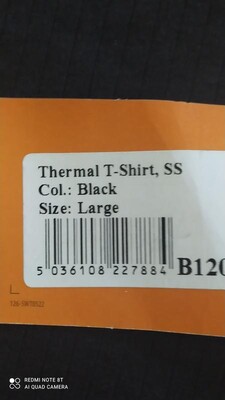 Thermal T-Shirt, SS
Col.: Black
Size: Large
5 036108 227884 B120
REDMI NOTE 8T
AI QUAD CAMERA